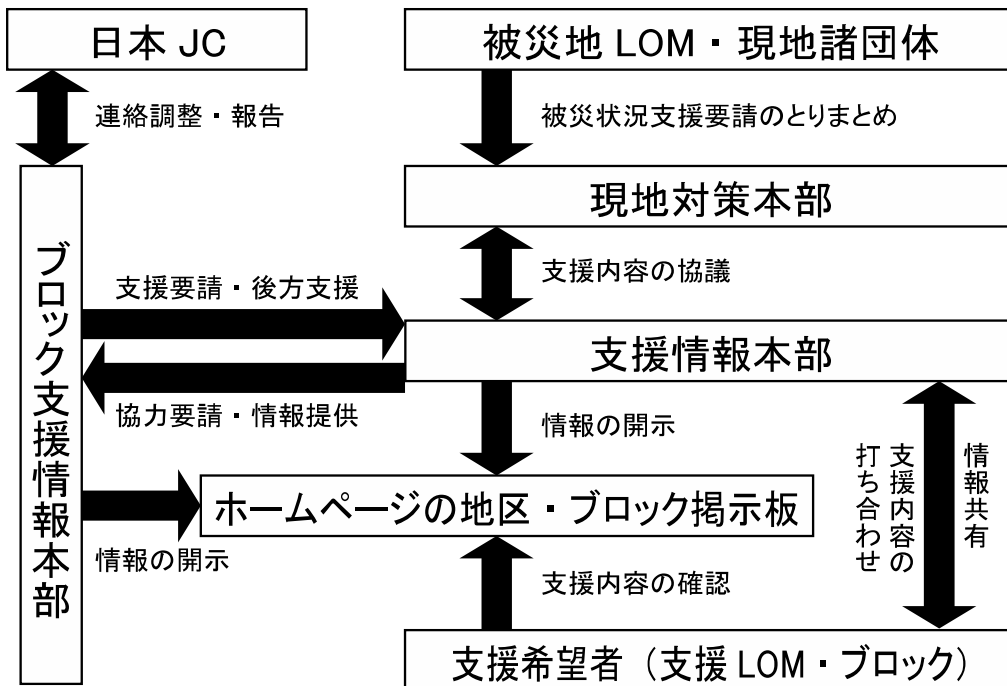 日本 JC
被災地 LOM・現地諸団体
連絡調整・報告
被災状況支援要請のとりまとめ
現地対策本部
支援内容の協議
ブロック支援情報本部
支援要請・後方支援
支援情報本部
協力要請・情報提供
情報の開示
情報共有
支援内容の
打ち合わせ
ホームページの地区・ブロック掲示板
情報の開示
支援内容の確認
支援希望者（支援 LOM・ブロック）